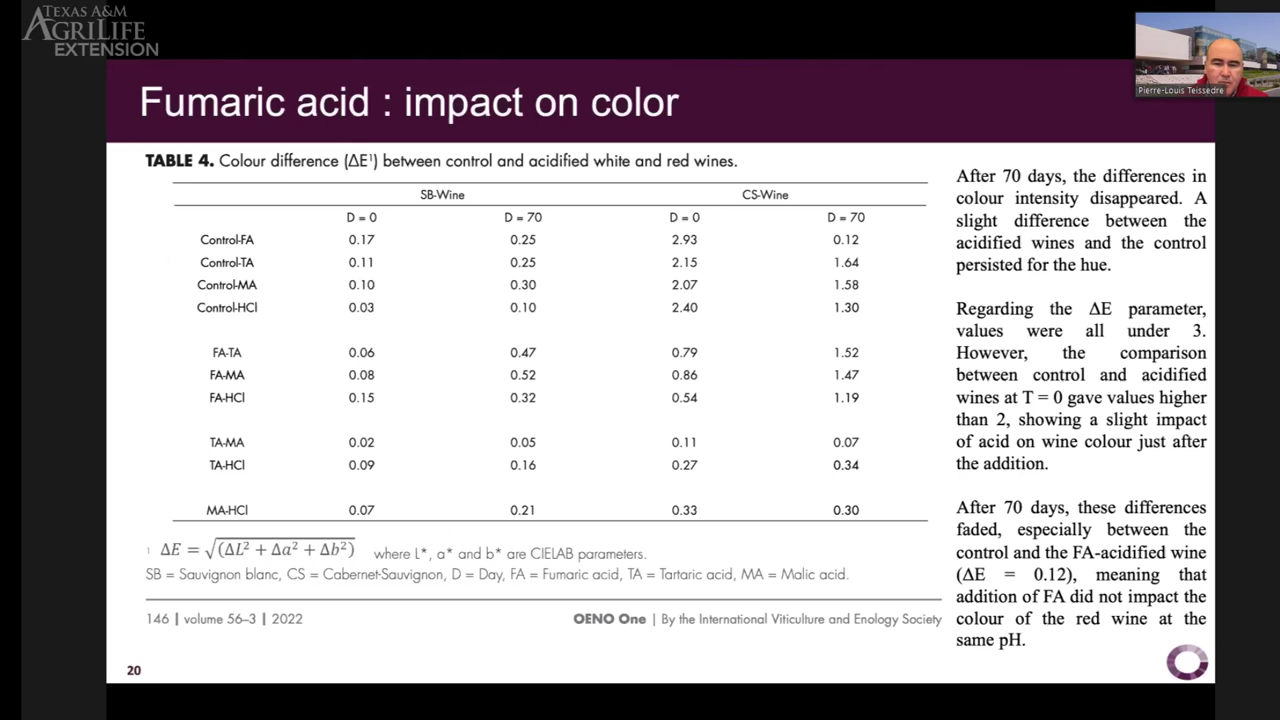 TEXAS A&M
AGRILIFE
EXTENSION
Pierre-Louis Teissedre
Fumaric acid : impact on color
TABLE 4. Colour difference (ΔE¹) between control and acidified white and red wines.
SB-Wine CS-Wine
D = 0 D = 70 D = 0 D = 70
Control-FA 0.17 0.25 2.93 0.12
Control-TA 0.11 0.25 2.15 1.64
Control-MA 0.10 0.30 2.07 1.58
Control-HCl 0.03 0.10 2.40 1.30
FA-TA 0.06 0.47 0.79 1.52
FA-MA 0.08 0.52 0.86 1.47
FA-HCl 0.15 0.32 0.54 1.19
TA-MA 0.02 0.05 0.11 0.07
TA-HCl 0.09 0.16 0.27 0.34
MA-HCl 0.07 0.21 0.33 0.30
¹ ΔE = √(ΔL² + Δa² + Δb²) where L*, a* and b* are CIELAB parameters.
SB = Sauvignon blanc, CS = Cabernet-Sauvignon, D = Day, FA = Fumaric acid, TA = Tartaric acid, MA = Malic acid.
146 | volume 56–3 | 2022 OENO One | By the International Viticulture and Enology Society
After 70 days, the differences in
colour intensity disappeared. A
slight difference between the
acidified wines and the control
persisted for the hue.
Regarding the ΔE parameter,
values were all under 3.
However, the comparison
between control and acidified
wines at T = 0 gave values higher
than 2, showing a slight impact
of acid on wine colour just after
the addition.
After 70 days, these differences
faded, especially between the
control and the FA-acidified wine
(ΔE = 0.12), meaning that
addition of FA did not impact the
colour of the red wine at the
same pH.
20